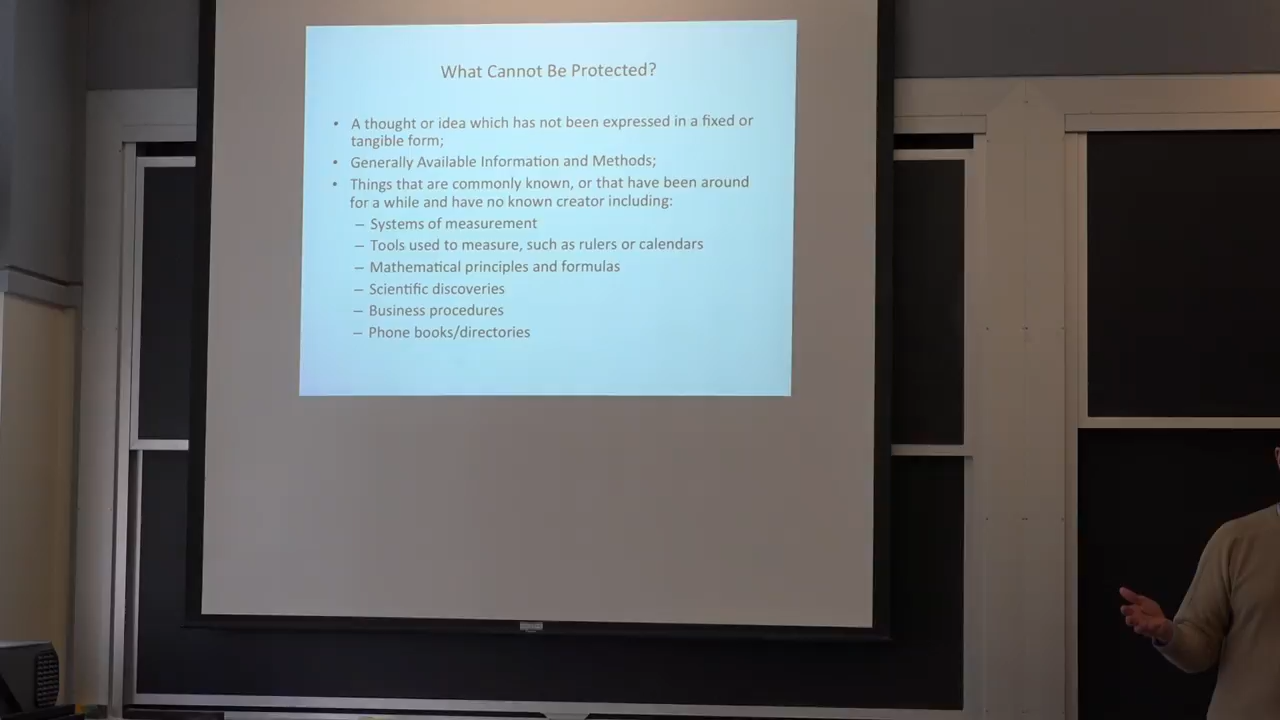 What Cannot Be Protected?
• A thought or idea which has not been expressed in a fixed or
tangible form;
• Generally Available Information and Methods;
• Things that are commonly known, or that have been around
for a while and have no known creator including:
– Systems of measurement
– Tools used to measure, such as rulers or calendars
– Mathematical principles and formulas
– Scientific discoveries
– Business procedures
– Phone books/directories